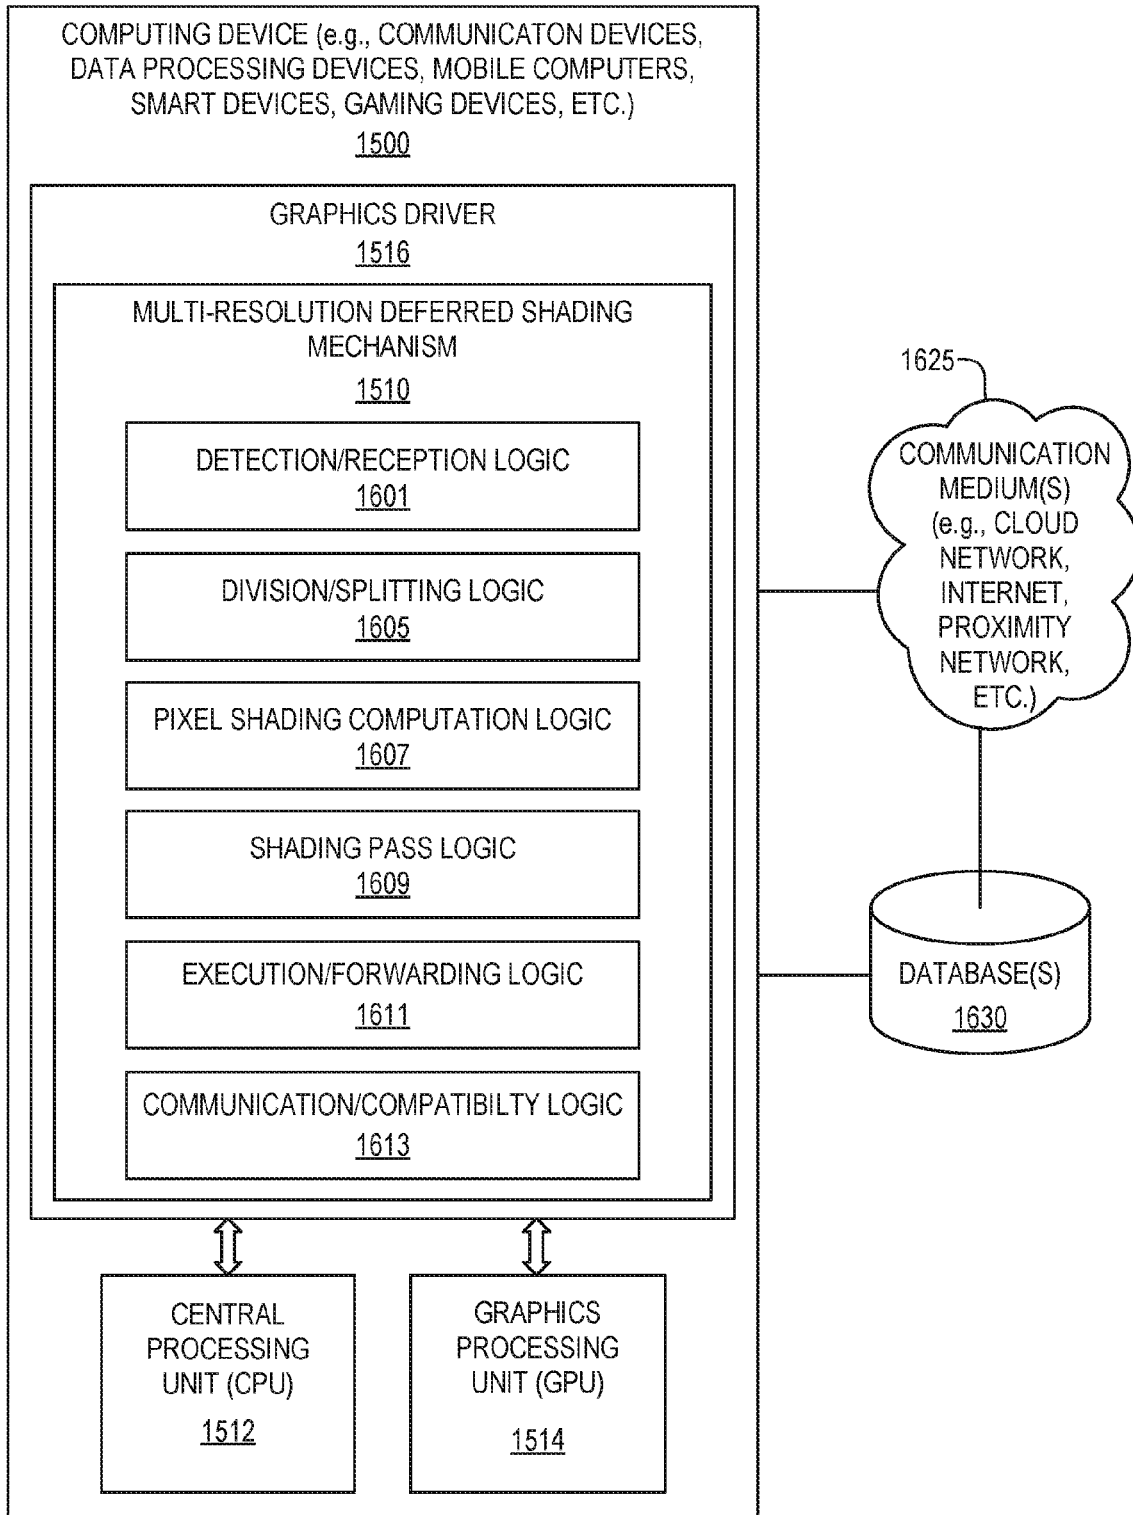 COMPUTING DEVICE (e.g., COMMUNICATON DEVICES,
DATA PROCESSING DEVICES, MOBILE COMPUTERS,
SMART DEVICES, GAMING DEVICES, ETC.)
1500
GRAPHICS DRIVER
1516
MULTI-RESOLUTION DEFERRED SHADING
MECHANISM
1510
DETECTION/RECEPTION LOGIC
1601
DIVISION/SPLITTING LOGIC
1605
PIXEL SHADING COMPUTATION LOGIC
1607
SHADING PASS LOGIC
1609
EXECUTION/FORWARDING LOGIC
1611
COMMUNICATION/COMPATIBILTY LOGIC
1613
CENTRAL
PROCESSING
UNIT (CPU)
1512
GRAPHICS
PROCESSING
UNIT (GPU)
1514
1625
COMMUNICATION
MEDIUM(S)
(e.g., CLOUD
NETWORK,
INTERNET,
PROXIMITY
NETWORK,
ETC.)
DATABASE(S)
1630